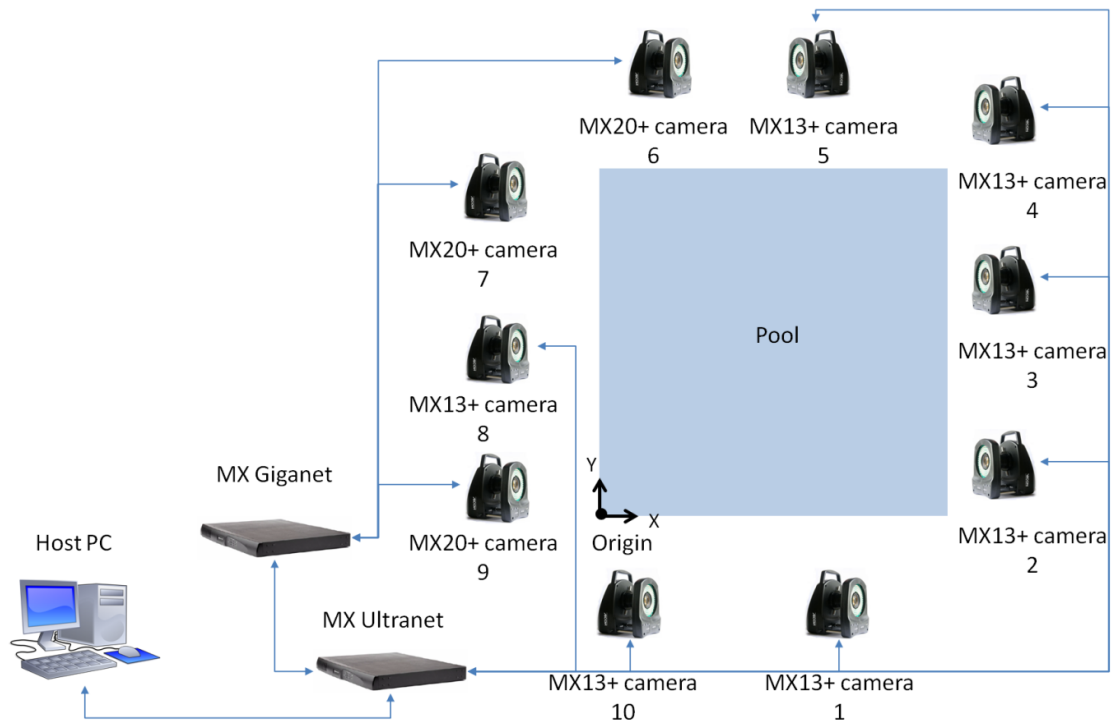 MX20+ camera
6
MX13+ camera
5
MX13+ camera
4
MX20+ camera
7
MX13+ camera
3
Pool
MX13+ camera
8
MX Giganet
Y
X
Origin
MX13+ camera
2
Host PC
MX20+ camera
9
MX Ultranet
MX13+ camera
10
MX13+ camera
1